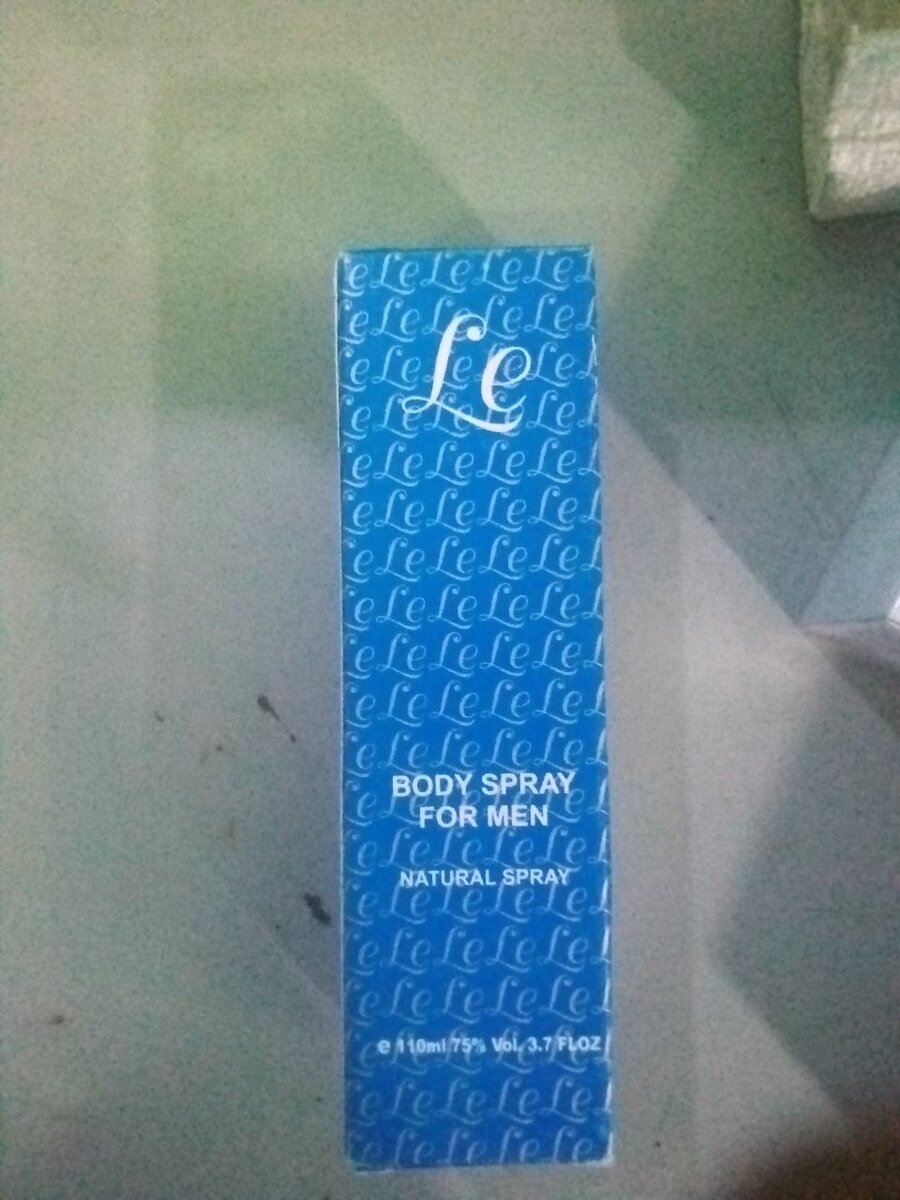 Le
BODY SPRAY
FOR MEN
NATURAL SPRAY
e 110ml 75% Vol. 3.7 FLOZ